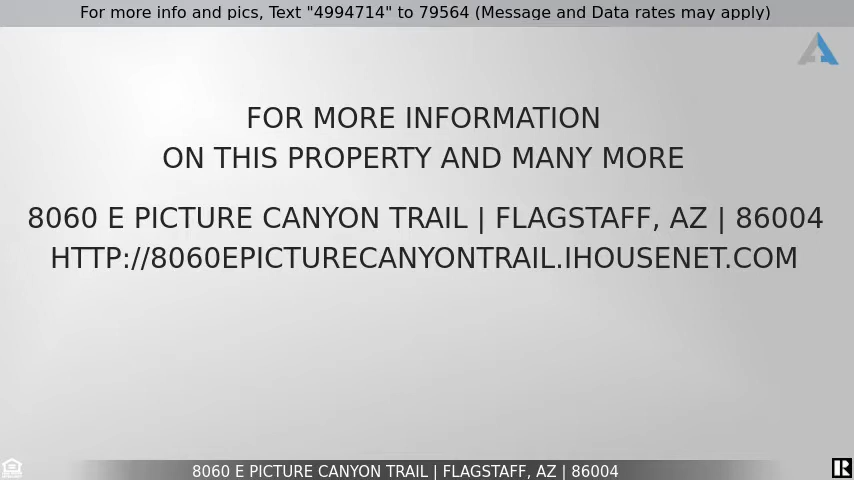 For more info and pics, Text "4994714" to 79564 (Message and Data rates may apply)
FOR MORE INFORMATION
ON THIS PROPERTY AND MANY MORE
8060 E PICTURE CANYON TRAIL | FLAGSTAFF, AZ | 86004
HTTP://8060EPICTURECANYONTRAIL.IHOUSENET.COM
8060 E PICTURE CANYON TRAIL | FLAGSTAFF, AZ | 86004